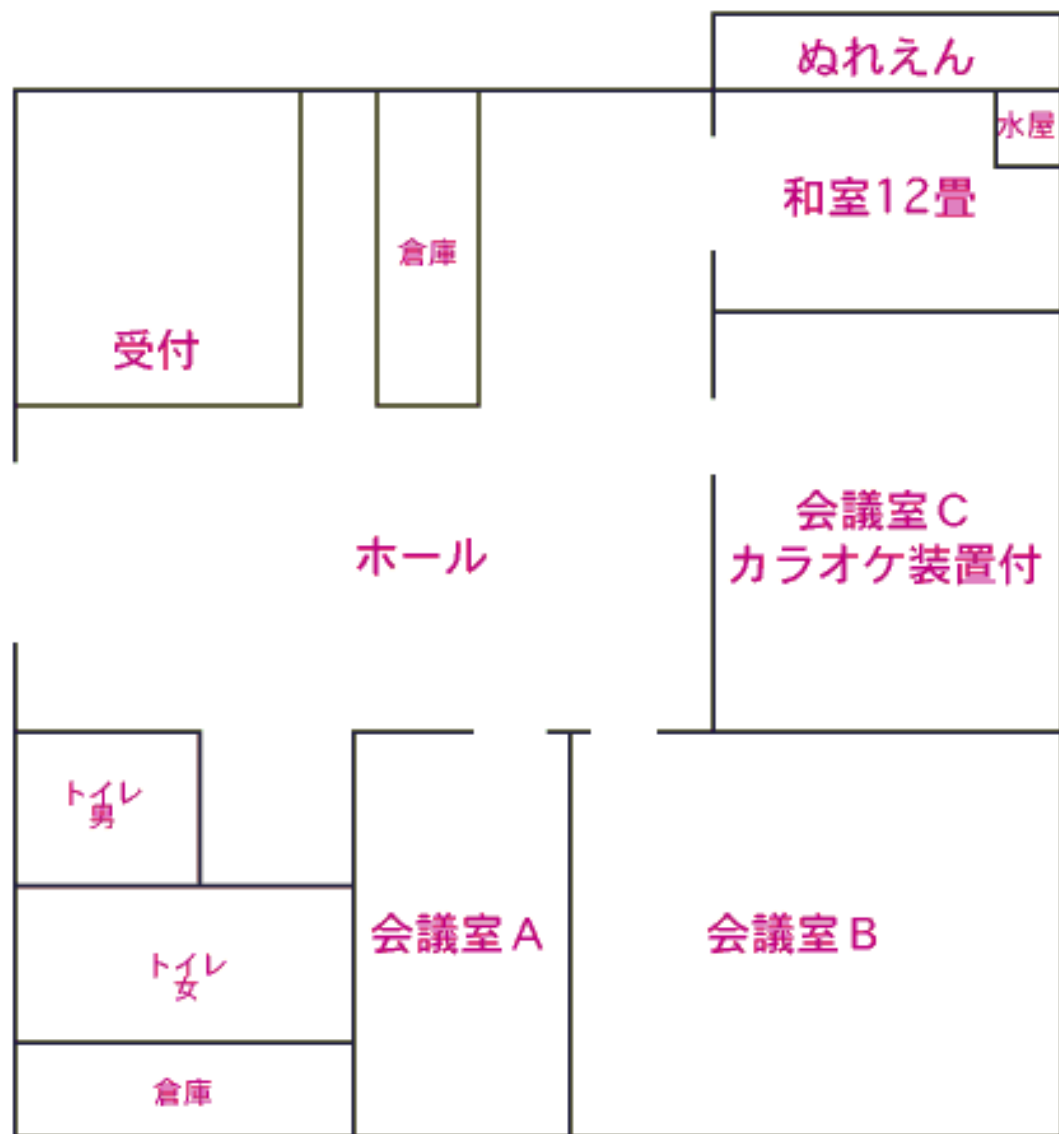 ぬれえん
水屋
和室12畳
倉庫
受付
会議室C
カラオケ装置付
ホール
トイレ
男
会議室A
会議室B
トイレ
女
倉庫